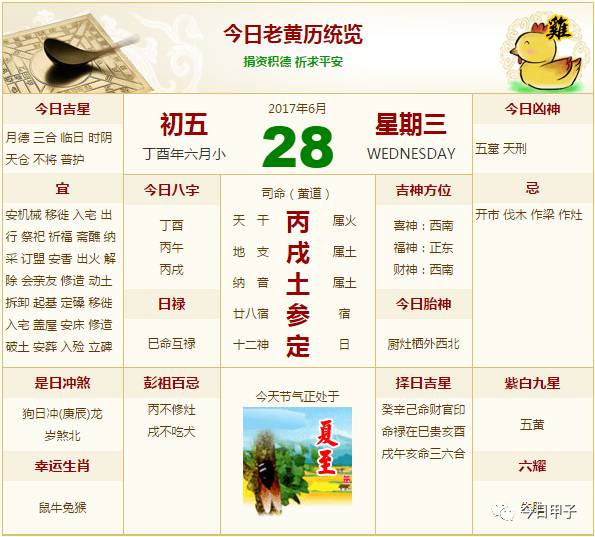 今日老黄历统览
捐资积德 祈求平安
雞
今日吉星
月德 三合 临日 时阴
天仓 不将 普护
初五
丁酉年六月小
2017年6月
28
星期三
WEDNESDAY
今日凶神
五墓 天刑
宜
安机械 移徙 入宅 出
行 祭祀 祈福 斋醮 纳
采 订盟 安香 出火 解
除 会亲友 修造 动土
拆卸 起基 定磉 移徙
入宅 盖屋 安床 修造
破土 安葬 入殓 立碑
今日八字
丁酉
丙午
丙戌
日禄
巳命互禄
司命（黄道）
天 干 丙 属火
地 支 戌 属土
纳 音 土 属土
廿八宿 参 宿
十二神 定 日
吉神方位
喜神：西南
福神：正东
财神：西南
今日胎神
厨灶栖外西北
忌
开市 伐木 作梁 作灶
是日冲煞
狗日冲(庚辰)龙
岁煞北
幸运生肖
鼠牛兔猴
彭祖百忌
丙不修灶
戌不吃犬
今天节气正处于
夏至
择日吉星
癸辛己命财官印
命禄在巳贵亥酉
戌午亥命三六合
紫白九星
五黄
六耀
今日甲子